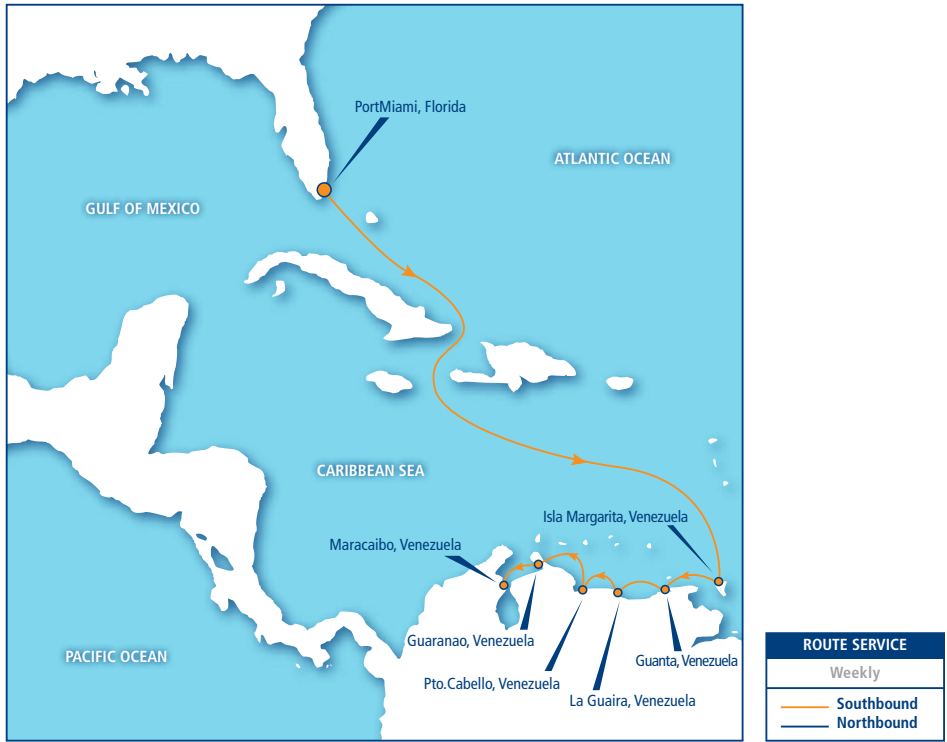 PortMiami, Florida
ATLANTIC OCEAN
GULF OF MEXICO
CARIBBEAN SEA
Isla Margarita, Venezuela
Maracaibo, Venezuela
Guaranao, Venezuela
Guanta, Venezuela
PACIFIC OCEAN
Pto.Cabello, Venezuela
La Guaira, Venezuela
ROUTE SERVICE
Weekly
Southbound
Northbound